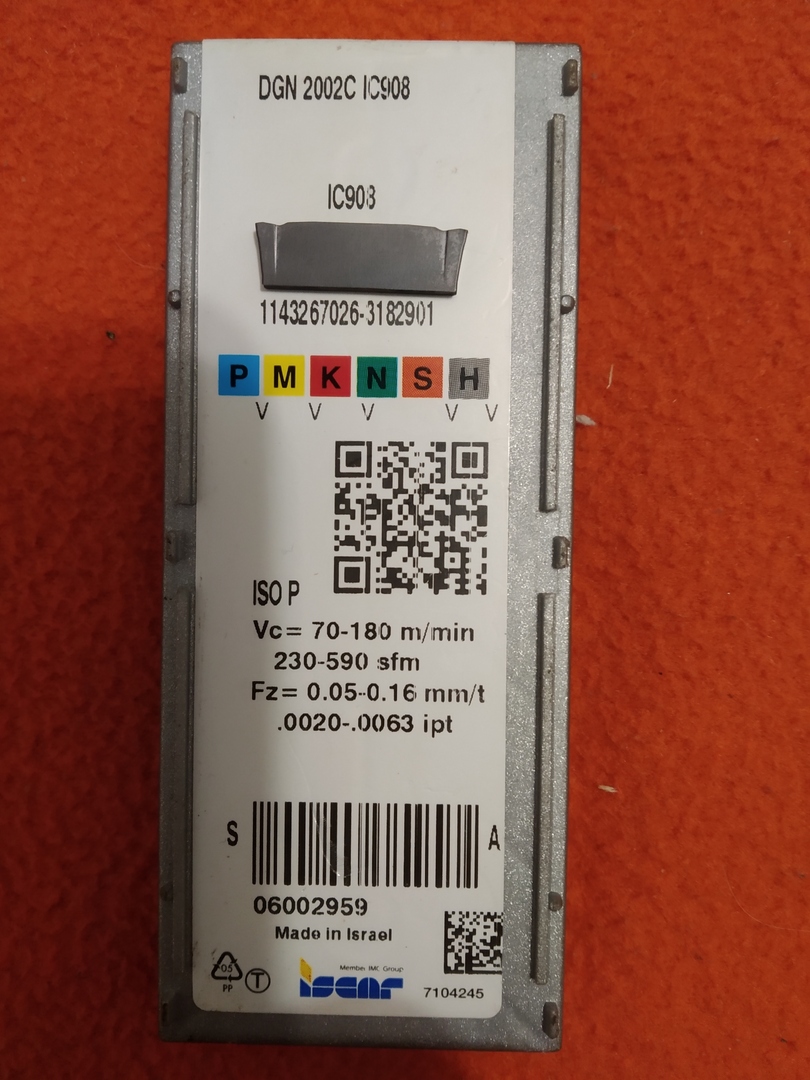 DGN 2002C IC908
IC908
1143267026-3182901
P M K N S H
V V V V V
ISO P
Vc= 70-180 m/min
230-590 sfm
Fz= 0.05-0.16 mm/t
.0020-.0063 ipt
S A
06002959
Made in Israel
05
PP
T
Member IMC Group
iscar
7104245